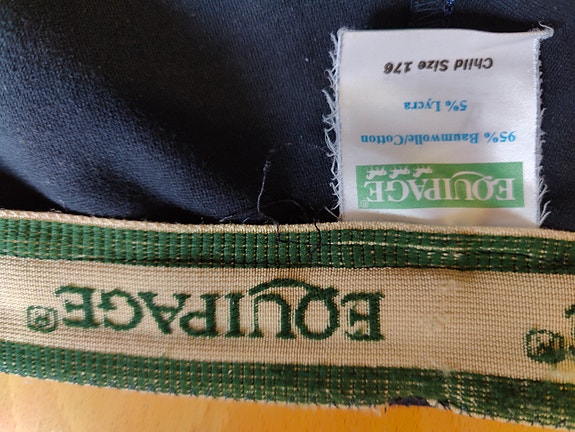 EQUIPAGE®
95% Baumwolle/Cotton
5% Lycra
Child Size 176
EQUIPAGE®
®